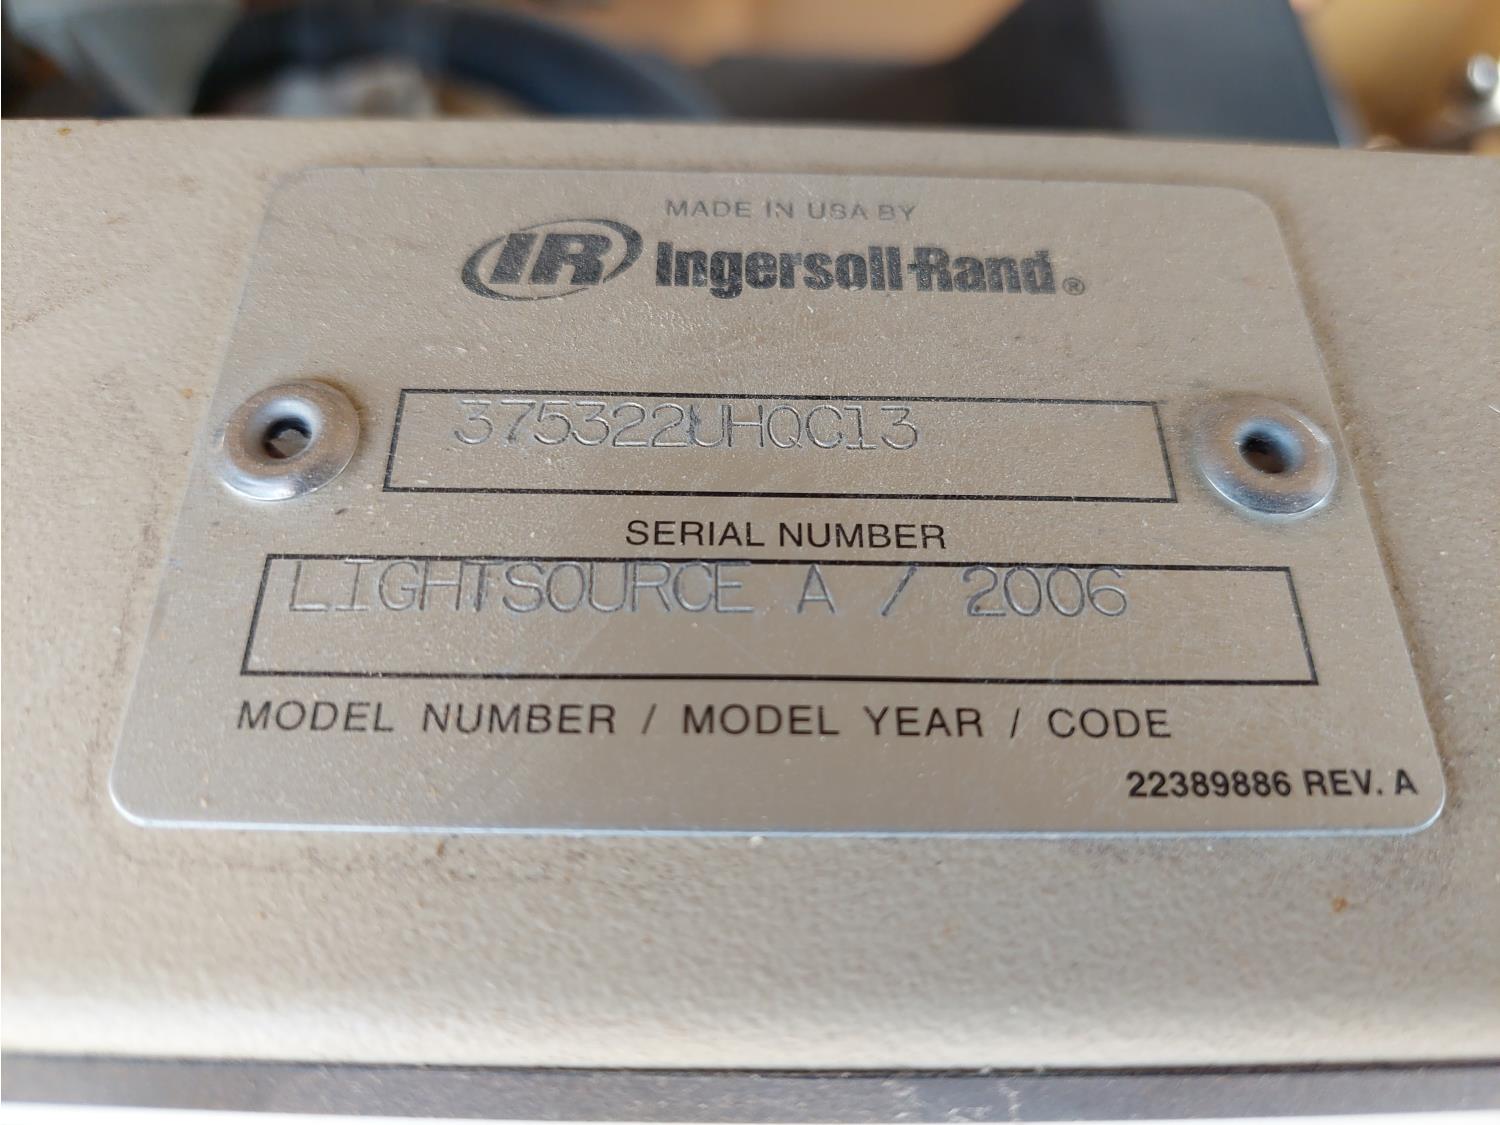 MADE IN USA BY
IR Ingersoll-Rand®
375322UHQC13
SERIAL NUMBER
LIGHTSOURCE A / 2006
MODEL NUMBER / MODEL YEAR / CODE
22389886 REV. A